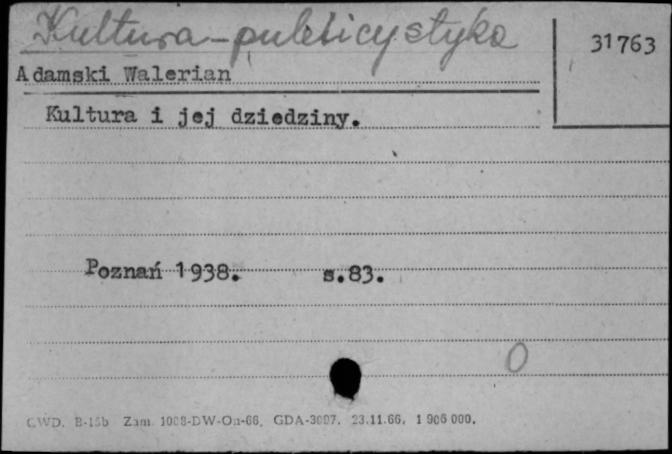 Kultura - publicystyka
31763
Adamski Walerian
Kultura i jej dziedziny.
Poznań 1938. s.83.
0
CWD. B-15b Zam. 1008-DW-On-66. GDA-3007. 23.11.66. 1 906 000.